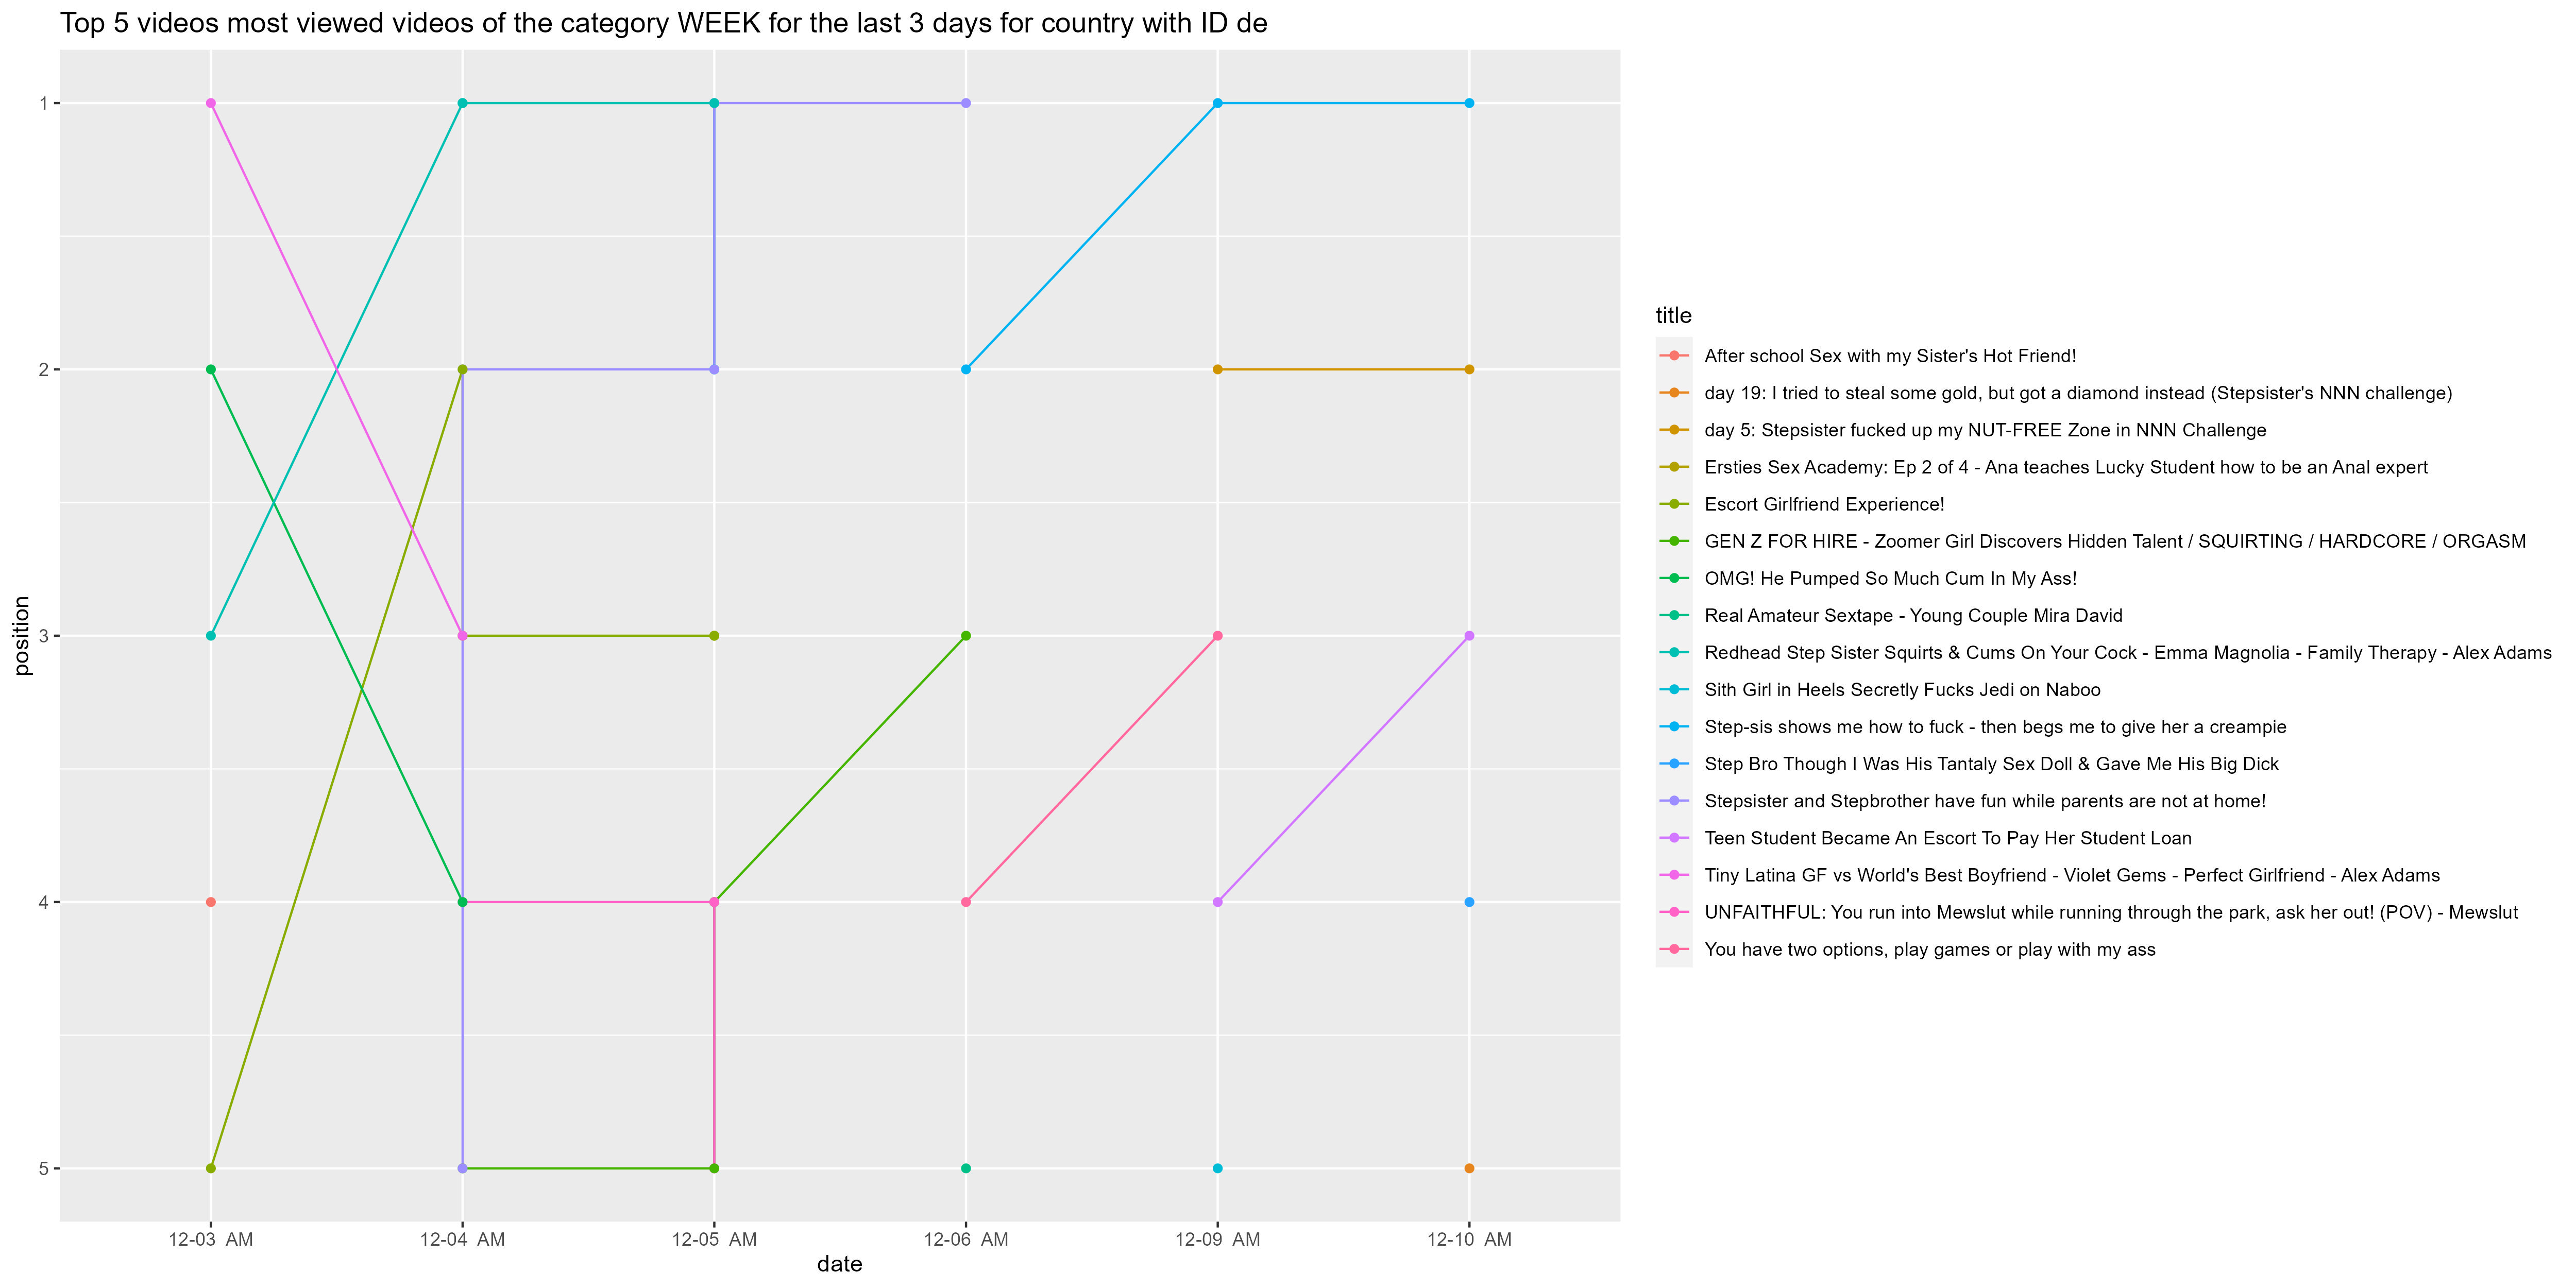 Top 5 videos most viewed videos of the category WEEK for the last 3 days for country with ID de
1
2
3
4
5
position
12-03 AM
12-04 AM
12-05 AM
12-06 AM
12-09 AM
12-10 AM
date
title
After school Sex with my Sister's Hot Friend!
day 19: I tried to steal some gold, but got a diamond instead (Stepsister's NNN challenge)
day 5: Stepsister fucked up my NUT-FREE Zone in NNN Challenge
Ersties Sex Academy: Ep 2 of 4 - Ana teaches Lucky Student how to be an Anal expert
Escort Girlfriend Experience!
GEN Z FOR HIRE - Zoomer Girl Discovers Hidden Talent / SQUIRTING / HARDCORE / ORGASM
OMG! He Pumped So Much Cum In My Ass!
Real Amateur Sextape - Young Couple Mira David
Redhead Step Sister Squirts & Cums On Your Cock - Emma Magnolia - Family Therapy - Alex Adams
Sith Girl in Heels Secretly Fucks Jedi on Naboo
Step-sis shows me how to fuck - then begs me to give her a creampie
Step Bro Though I Was His Tantaly Sex Doll & Gave Me His Big Dick
Stepsister and Stepbrother have fun while parents are not at home!
Teen Student Became An Escort To Pay Her Student Loan
Tiny Latina GF vs World's Best Boyfriend - Violet Gems - Perfect Girlfriend - Alex Adams
UNFAITHFUL: You run into Mewslut while running through the park, ask her out! (POV) - Mewslut
You have two options, play games or play with my ass